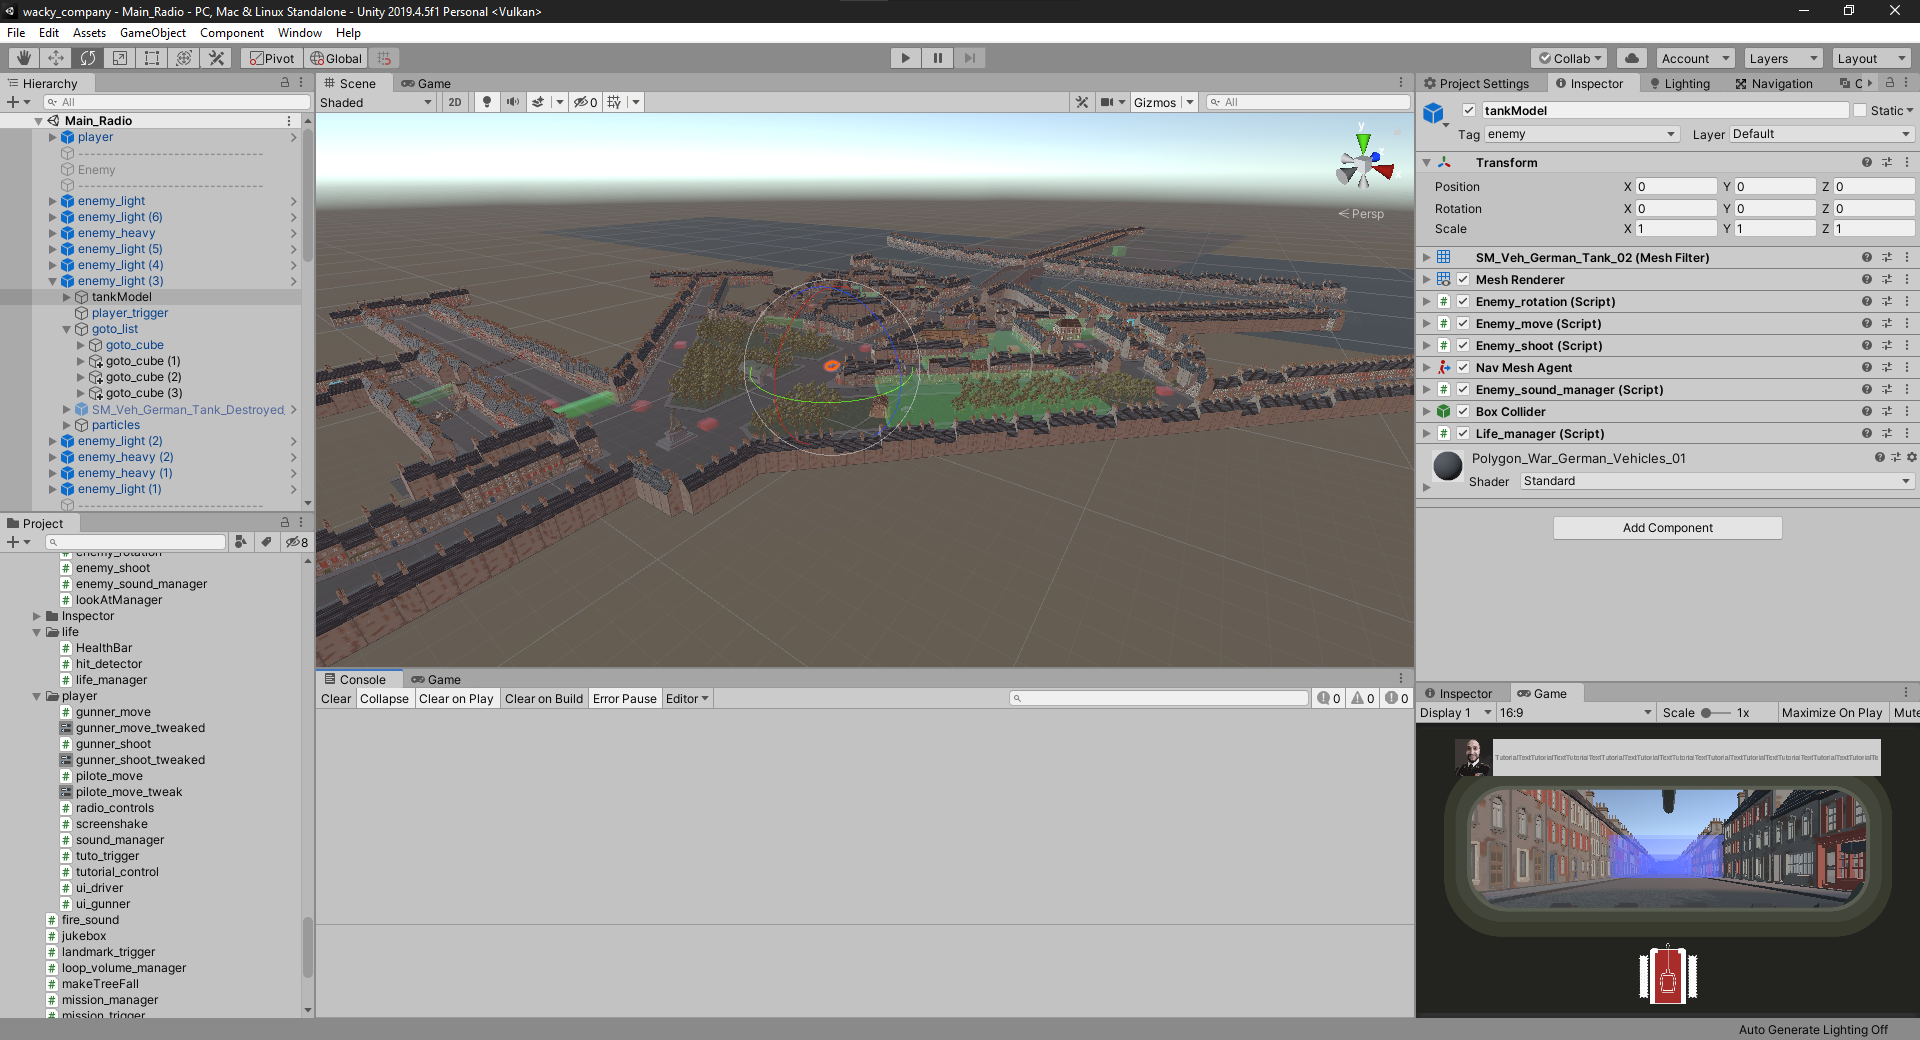 wacky_company - Main_Radio - PC, Mac & Linux Standalone - Unity 2019.4.5f1 Personal <Vulkan>
File Edit Assets GameObject Component Window Help
Pivot Global Collab Account Layers Layout
Hierarchy
All
Main_Radio
player
--------------------------------
Enemy
--------------------------------
enemy_light
enemy_light (6)
enemy_heavy
enemy_light (5)
enemy_light (4)
enemy_light (3)
tankModel
player_trigger
goto_list
goto_cube
goto_cube (1)
goto_cube (2)
goto_cube (3)
SM_Veh_German_Tank_Destroyed_
particles
enemy_light (2)
enemy_heavy (2)
enemy_heavy (1)
enemy_light (1)
--------------------------------
Project
8
enemy_rotation
enemy_shoot
enemy_sound_manager
lookAtManager
Inspector
life
HealthBar
hit_detector
life_manager
player
gunner_move
gunner_move_tweaked
gunner_shoot
gunner_shoot_tweaked
pilote_move
pilote_move_tweak
radio_controls
screenshake
sound_manager
tuto_trigger
tutorial_control
ui_driver
ui_gunner
fire_sound
jukebox
landmark_trigger
loop_volume_manager
makeTreeFall
mission_manager
mission_trigger
Scene Game
Shaded 2D 0 Gizmos All
y
Persp
Console Game
Clear Collapse Clear on Play Clear on Build Error Pause Editor 0 0 0
Project Settings Inspector Lighting Navigation C
tankModel Static
Tag enemy Layer Default
Transform
Position X 0 Y 0 Z 0
Rotation X 0 Y 0 Z 0
Scale X 1 Y 1 Z 1
SM_Veh_German_Tank_02 (Mesh Filter)
Mesh Renderer
Enemy_rotation (Script)
Enemy_move (Script)
Enemy_shoot (Script)
Nav Mesh Agent
Enemy_sound_manager (Script)
Box Collider
Life_manager (Script)
Polygon_War_German_Vehicles_01
Shader Standard
Add Component
Inspector Game
Display 1 16:9 Scale 1x Maximize On Play Mute
TutorialTextTutorialTextTutorialTextTutorialTextTutorialTextTutorialTextTutorialTextTutorialTextTutorialTextTutorialTextTutorialTe
Auto Generate Lighting Off